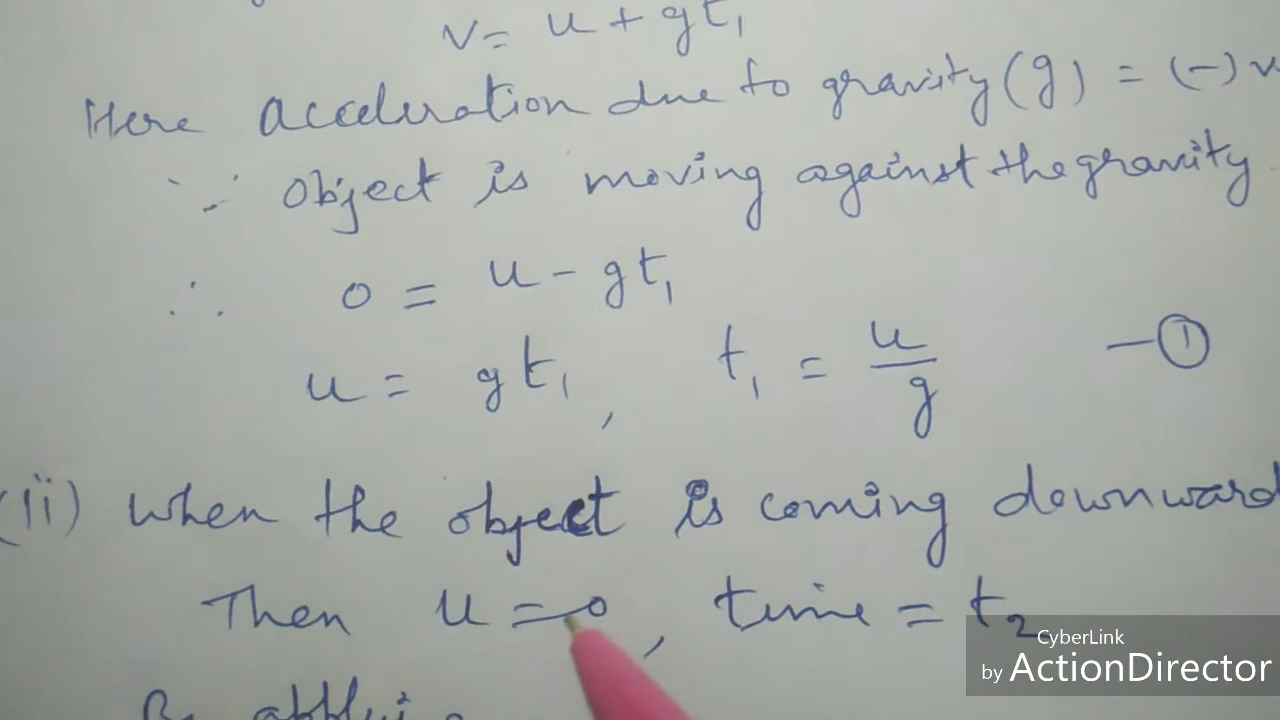 v = u + gt₁
Here acceleration due to gravity (g) = (-) v
∵ object is moving against the gravity
∴ 0 = u - gt₁
u = gt₁, t₁ = u/g —①
(ii) when the object is coming downward
Then u = 0, time = t₂
By
CyberLink
by ActionDirector